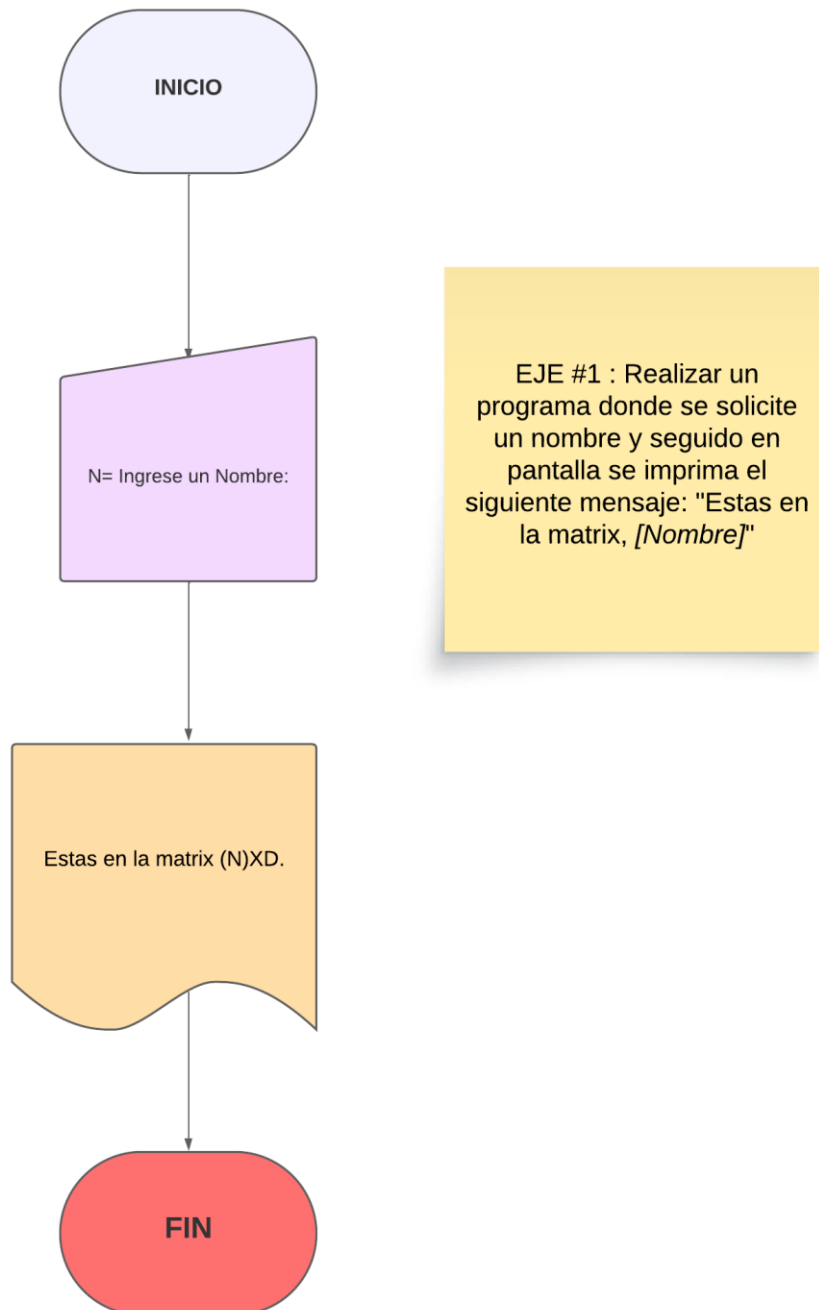 INICIO
N= Ingrese un Nombre:
Estas en la matrix (N)XD.
FIN
EJE #1 : Realizar un
programa donde se solicite
un nombre y seguido en
pantalla se imprima el
siguiente mensaje: "Estas en
la matrix, [Nombre]"